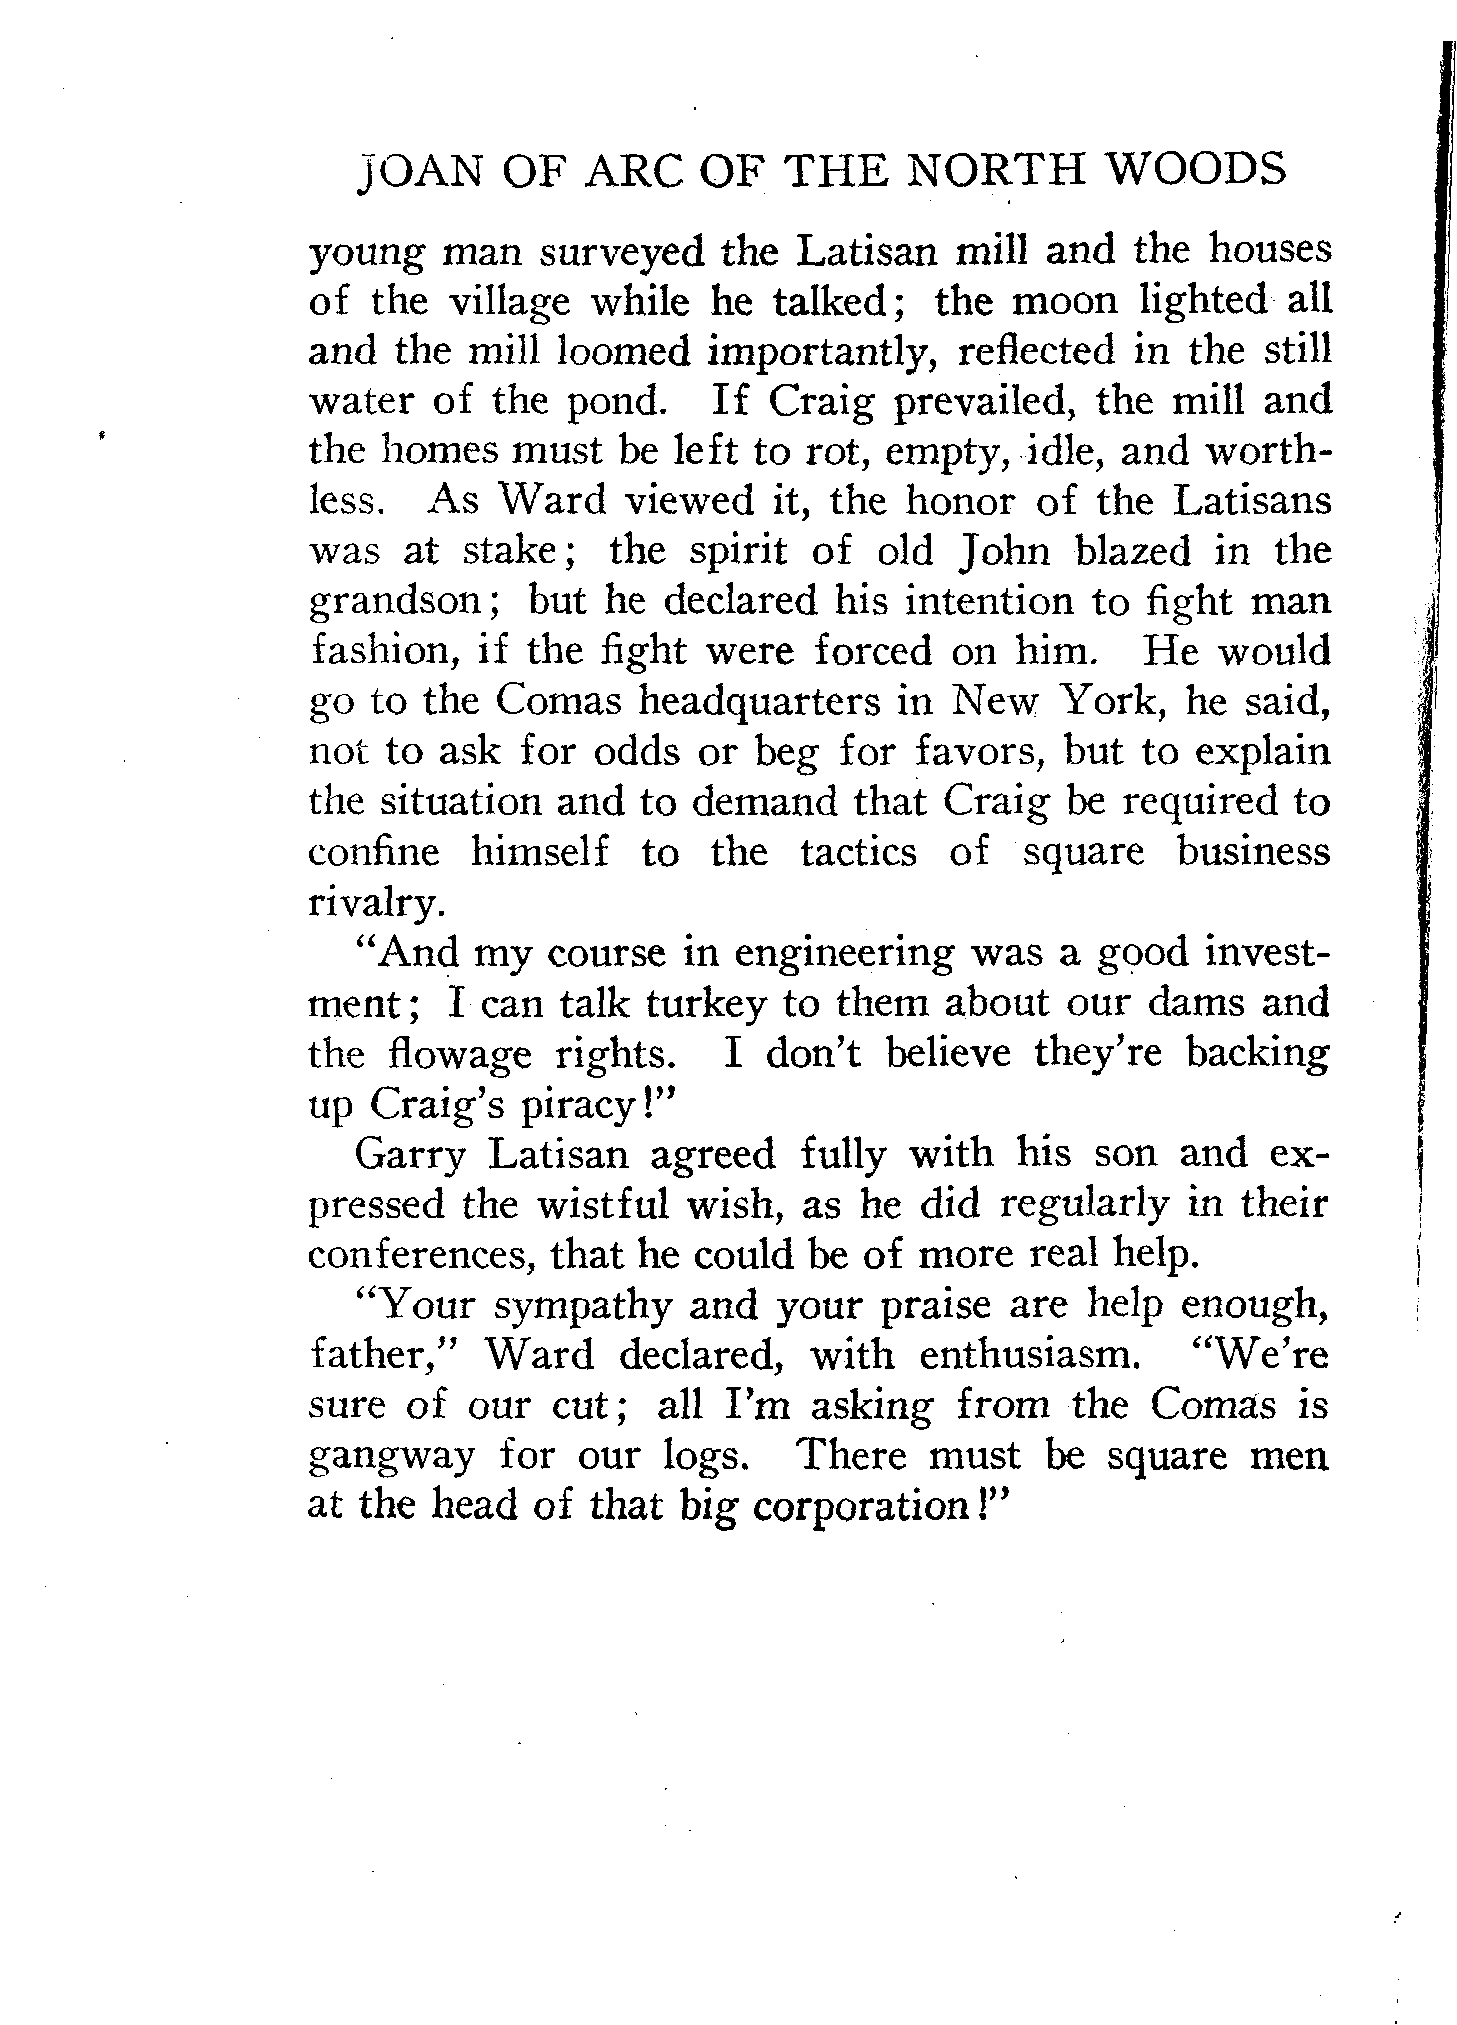 JOAN OF ARC OF THE NORTH WOODS
young man surveyed the Latisan mill and the houses
of the village while he talked; the moon lighted all
and the mill loomed importantly, reflected in the still
water of the pond. If Craig prevailed, the mill and
the homes must be left to rot, empty, idle, and worth-
less. As Ward viewed it, the honor of the Latisans
was at stake; the spirit of old John blazed in the
grandson; but he declared his intention to fight man
fashion, if the fight were forced on him. He would
go to the Comas headquarters in New York, he said,
not to ask for odds or beg for favors, but to explain
the situation and to demand that Craig be required to
confine himself to the tactics of square business
rivalry.
“And my course in engineering was a good invest-
ment; I can talk turkey to them about our dams and
the flowage rights. I don’t believe they’re backing
up Craig’s piracy!”
Garry Latisan agreed fully with his son and ex-
pressed the wistful wish, as he did regularly in their
conferences, that he could be of more real help.
“Your sympathy and your praise are help enough,
father,” Ward declared, with enthusiasm. “We’re
sure of our cut; all I’m asking from the Comas is
gangway for our logs. There must be square men
at the head of that big corporation!”